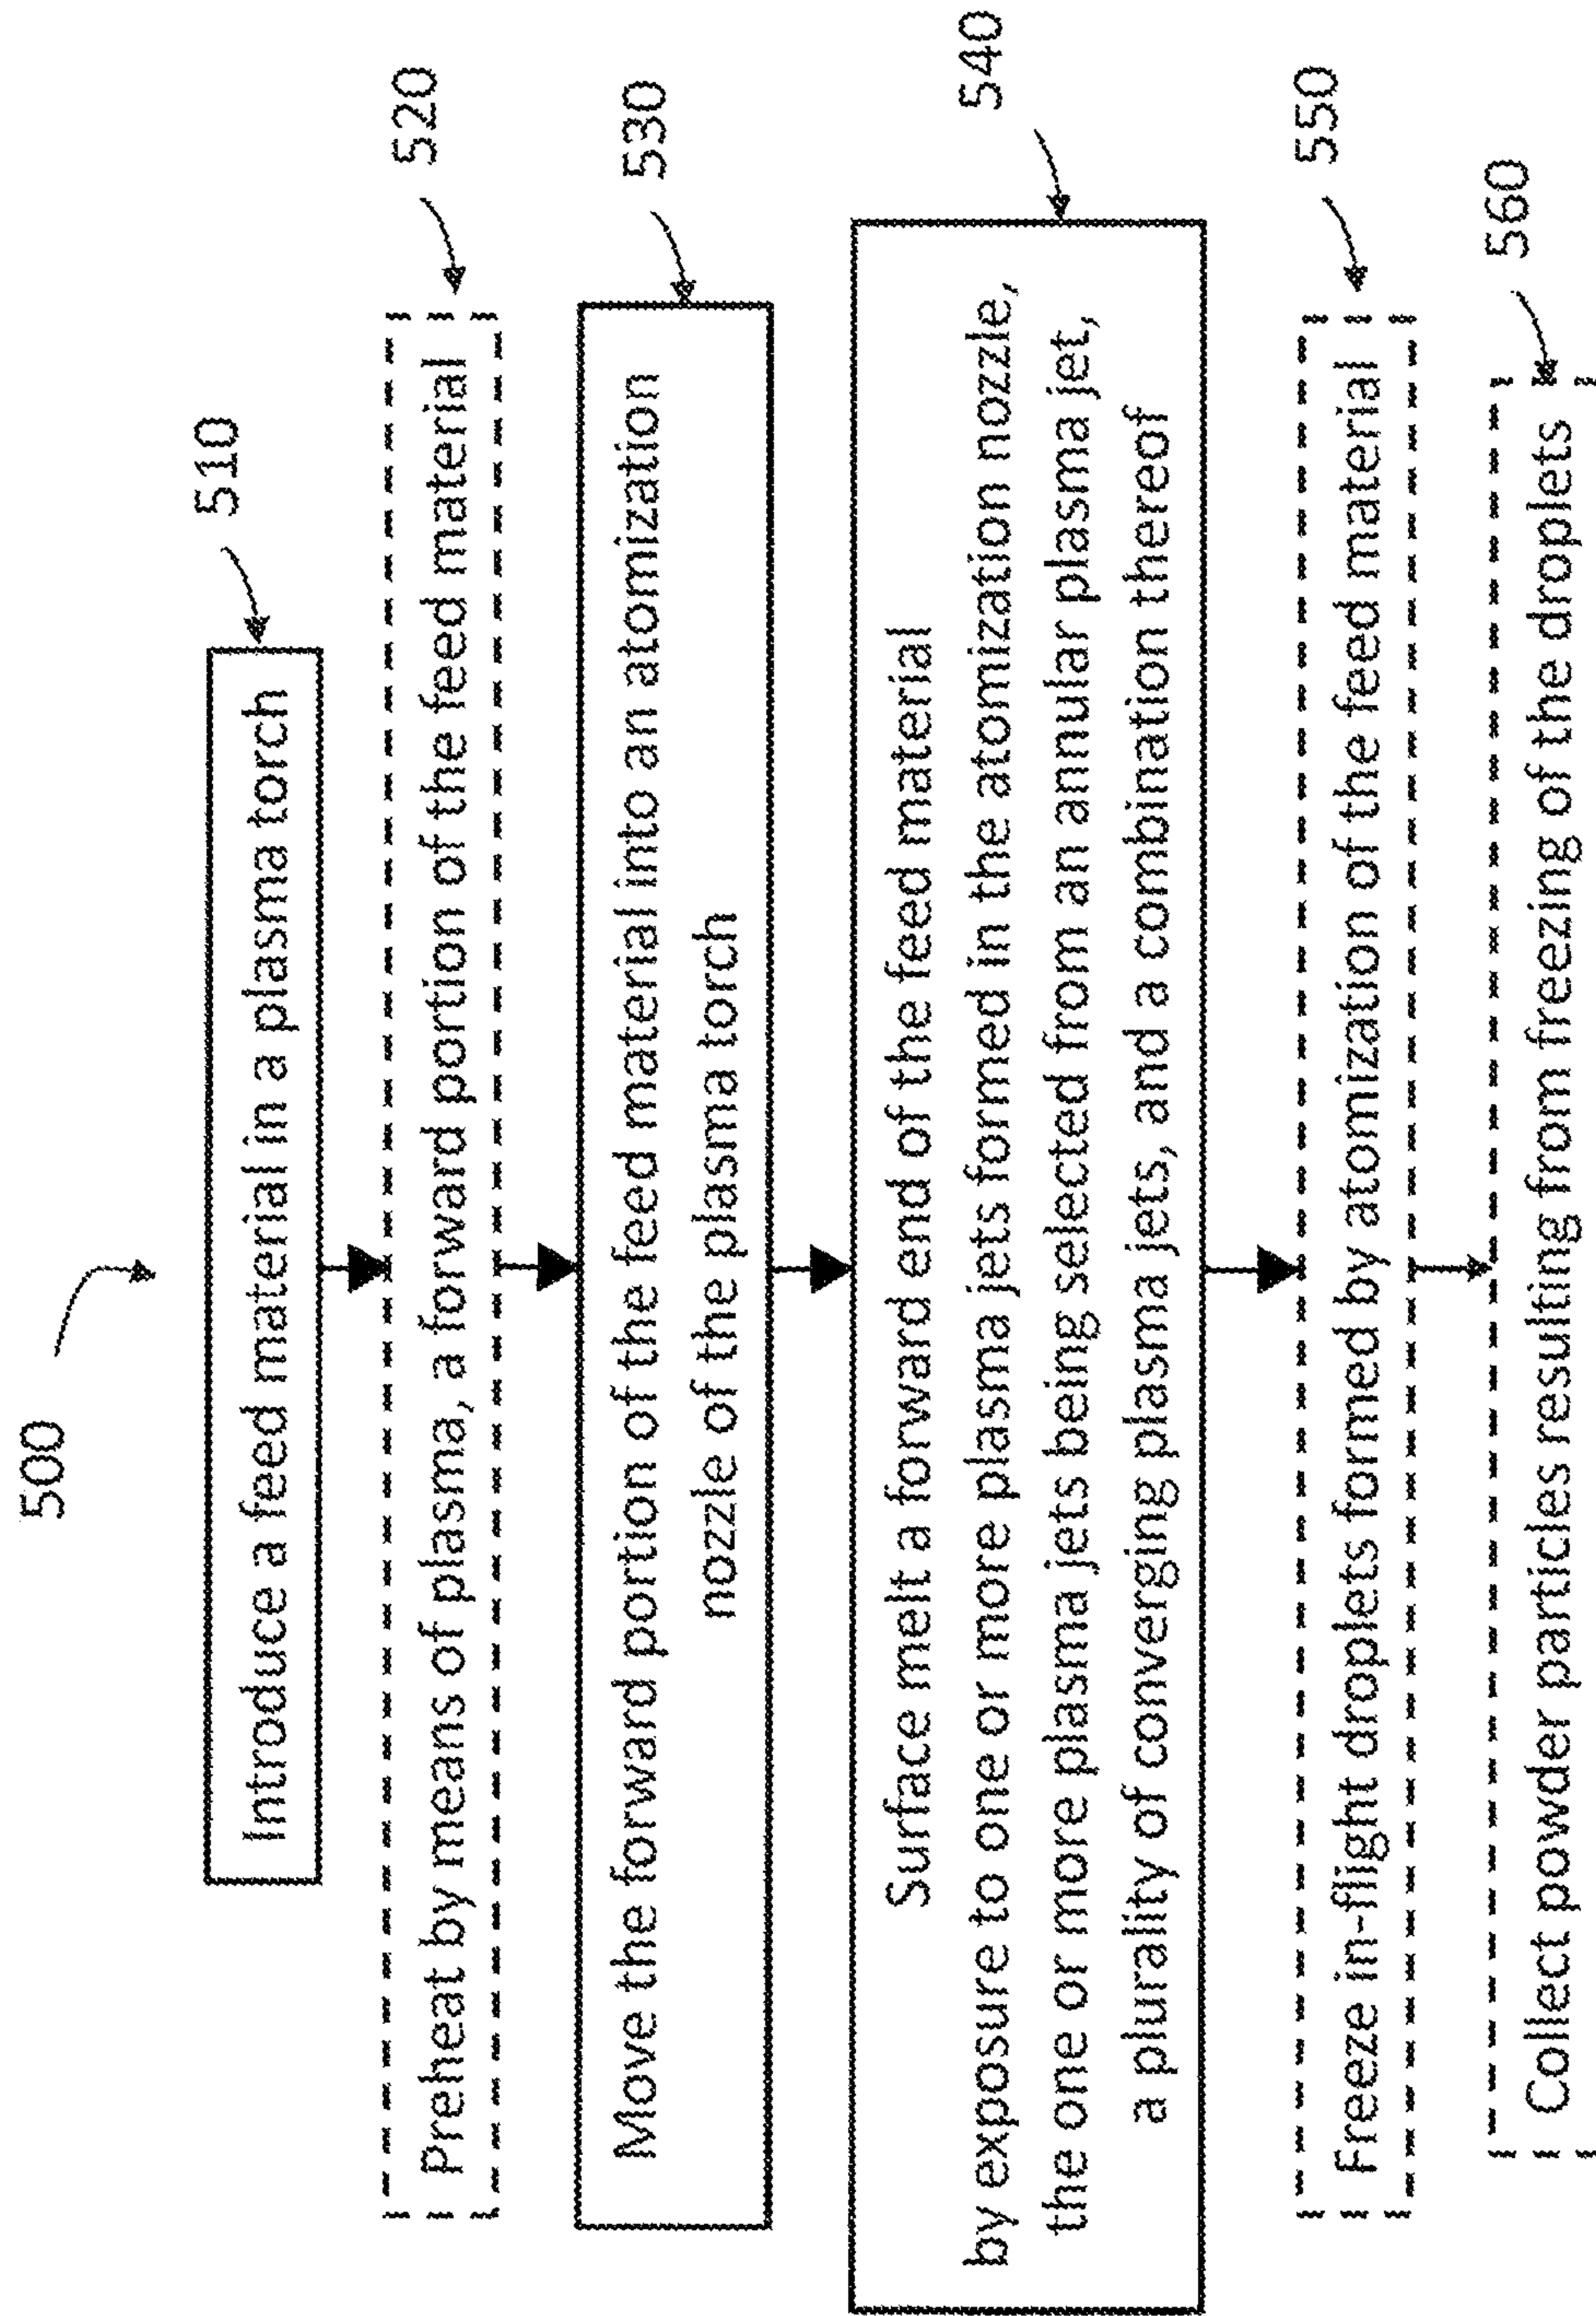 500
510
Introduce a feed material in a plasma torch
520
Preheat by means of plasma, a forward portion of the feed material
530
Move the forward portion of the feed material into an atomization
nozzle of the plasma torch
540
Surface melt a forward end of the feed material
by exposure to one or more plasma jets formed in the atomization nozzle,
the one or more plasma jets being selected from an annular plasma jet,
a plurality of converging plasma jets, and a combination thereof
550
Freeze in-flight droplets formed by atomization of the feed material
560
Collect powder particles resulting from freezing of the droplets